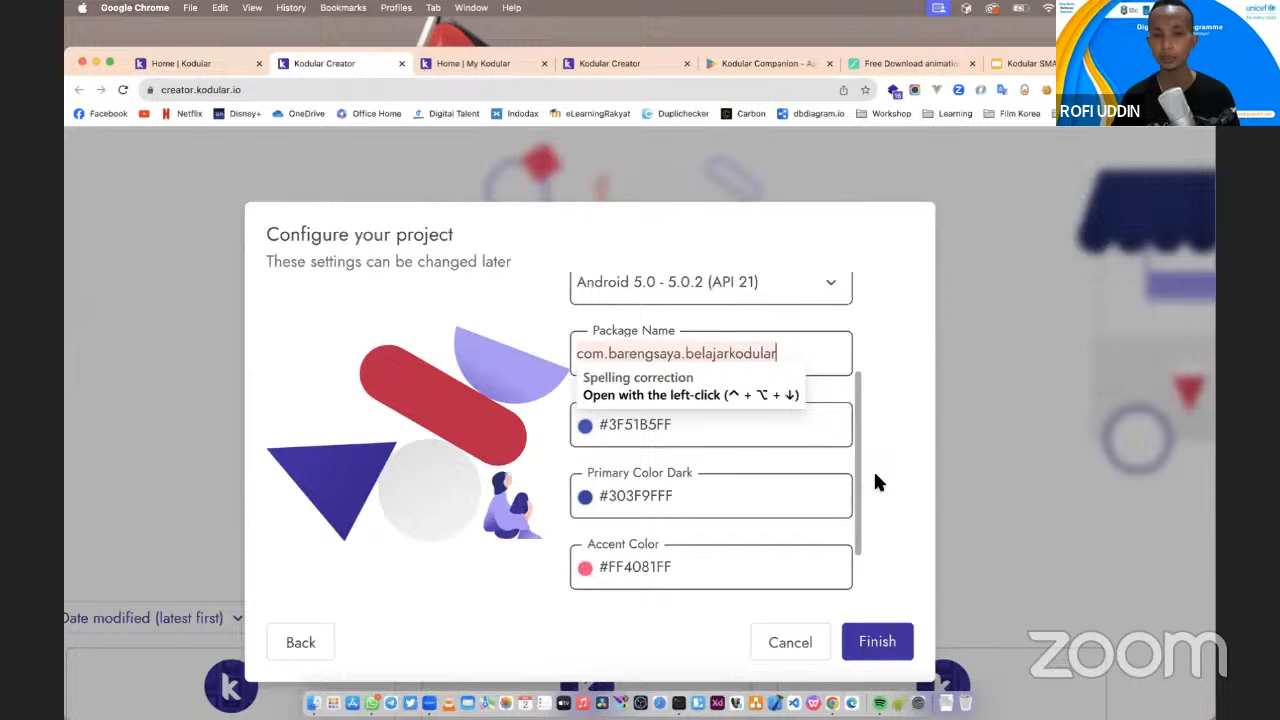 Google Chrome File Edit View History Bookmarks Profiles Tab Window Help
Home | Kodular
Kodular Creator
Home | My Kodular
Kodular Creator
Kodular Companion - Ap
Free Download animatio
Kodular SMA
creator.kodular.io
Facebook
Netflix
Disney+
OneDrive
Office Home
Digital Talent
Indodax
eLearningRakyat
Duplichecker
Carbon
dbdiagram.io
Workshop
Learning
Film Korea
unicef
ROFI UDDIN
Configure your project
These settings can be changed later
Android 5.0 - 5.0.2 (API 21)
Package Name
com.barengsaya.belajarkodular
Spelling correction
Open with the left-click (⌃ + ⌥ + ↓)
#3F51B5FF
Primary Color Dark
#303F9FFF
Accent Color
#FF4081FF
Date modified (latest first)
Back
Cancel
Finish
zoom